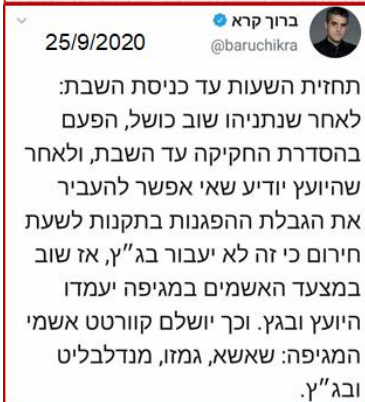 ברוך קרא
25/9/2020
@baruchikra
תחזית השעות עד כניסת השבת:
לאחר שנתניהו שוב כושל, הפעם
בהסדרת החקיקה עד השבת, ולאחר
שהיועץ יודיע שאי אפשר להעביר
את הגבלת ההפגנות בתקנות לשעת
חירום כי זה לא יעבור בג״ץ, אז שוב
במצעד האשמים במגיפה יעמדו
היועץ ובגץ. וכך יושלם קוורטט אשמי
המגיפה: שאשא, גמזו, מנדלבליט
ובג״ץ.